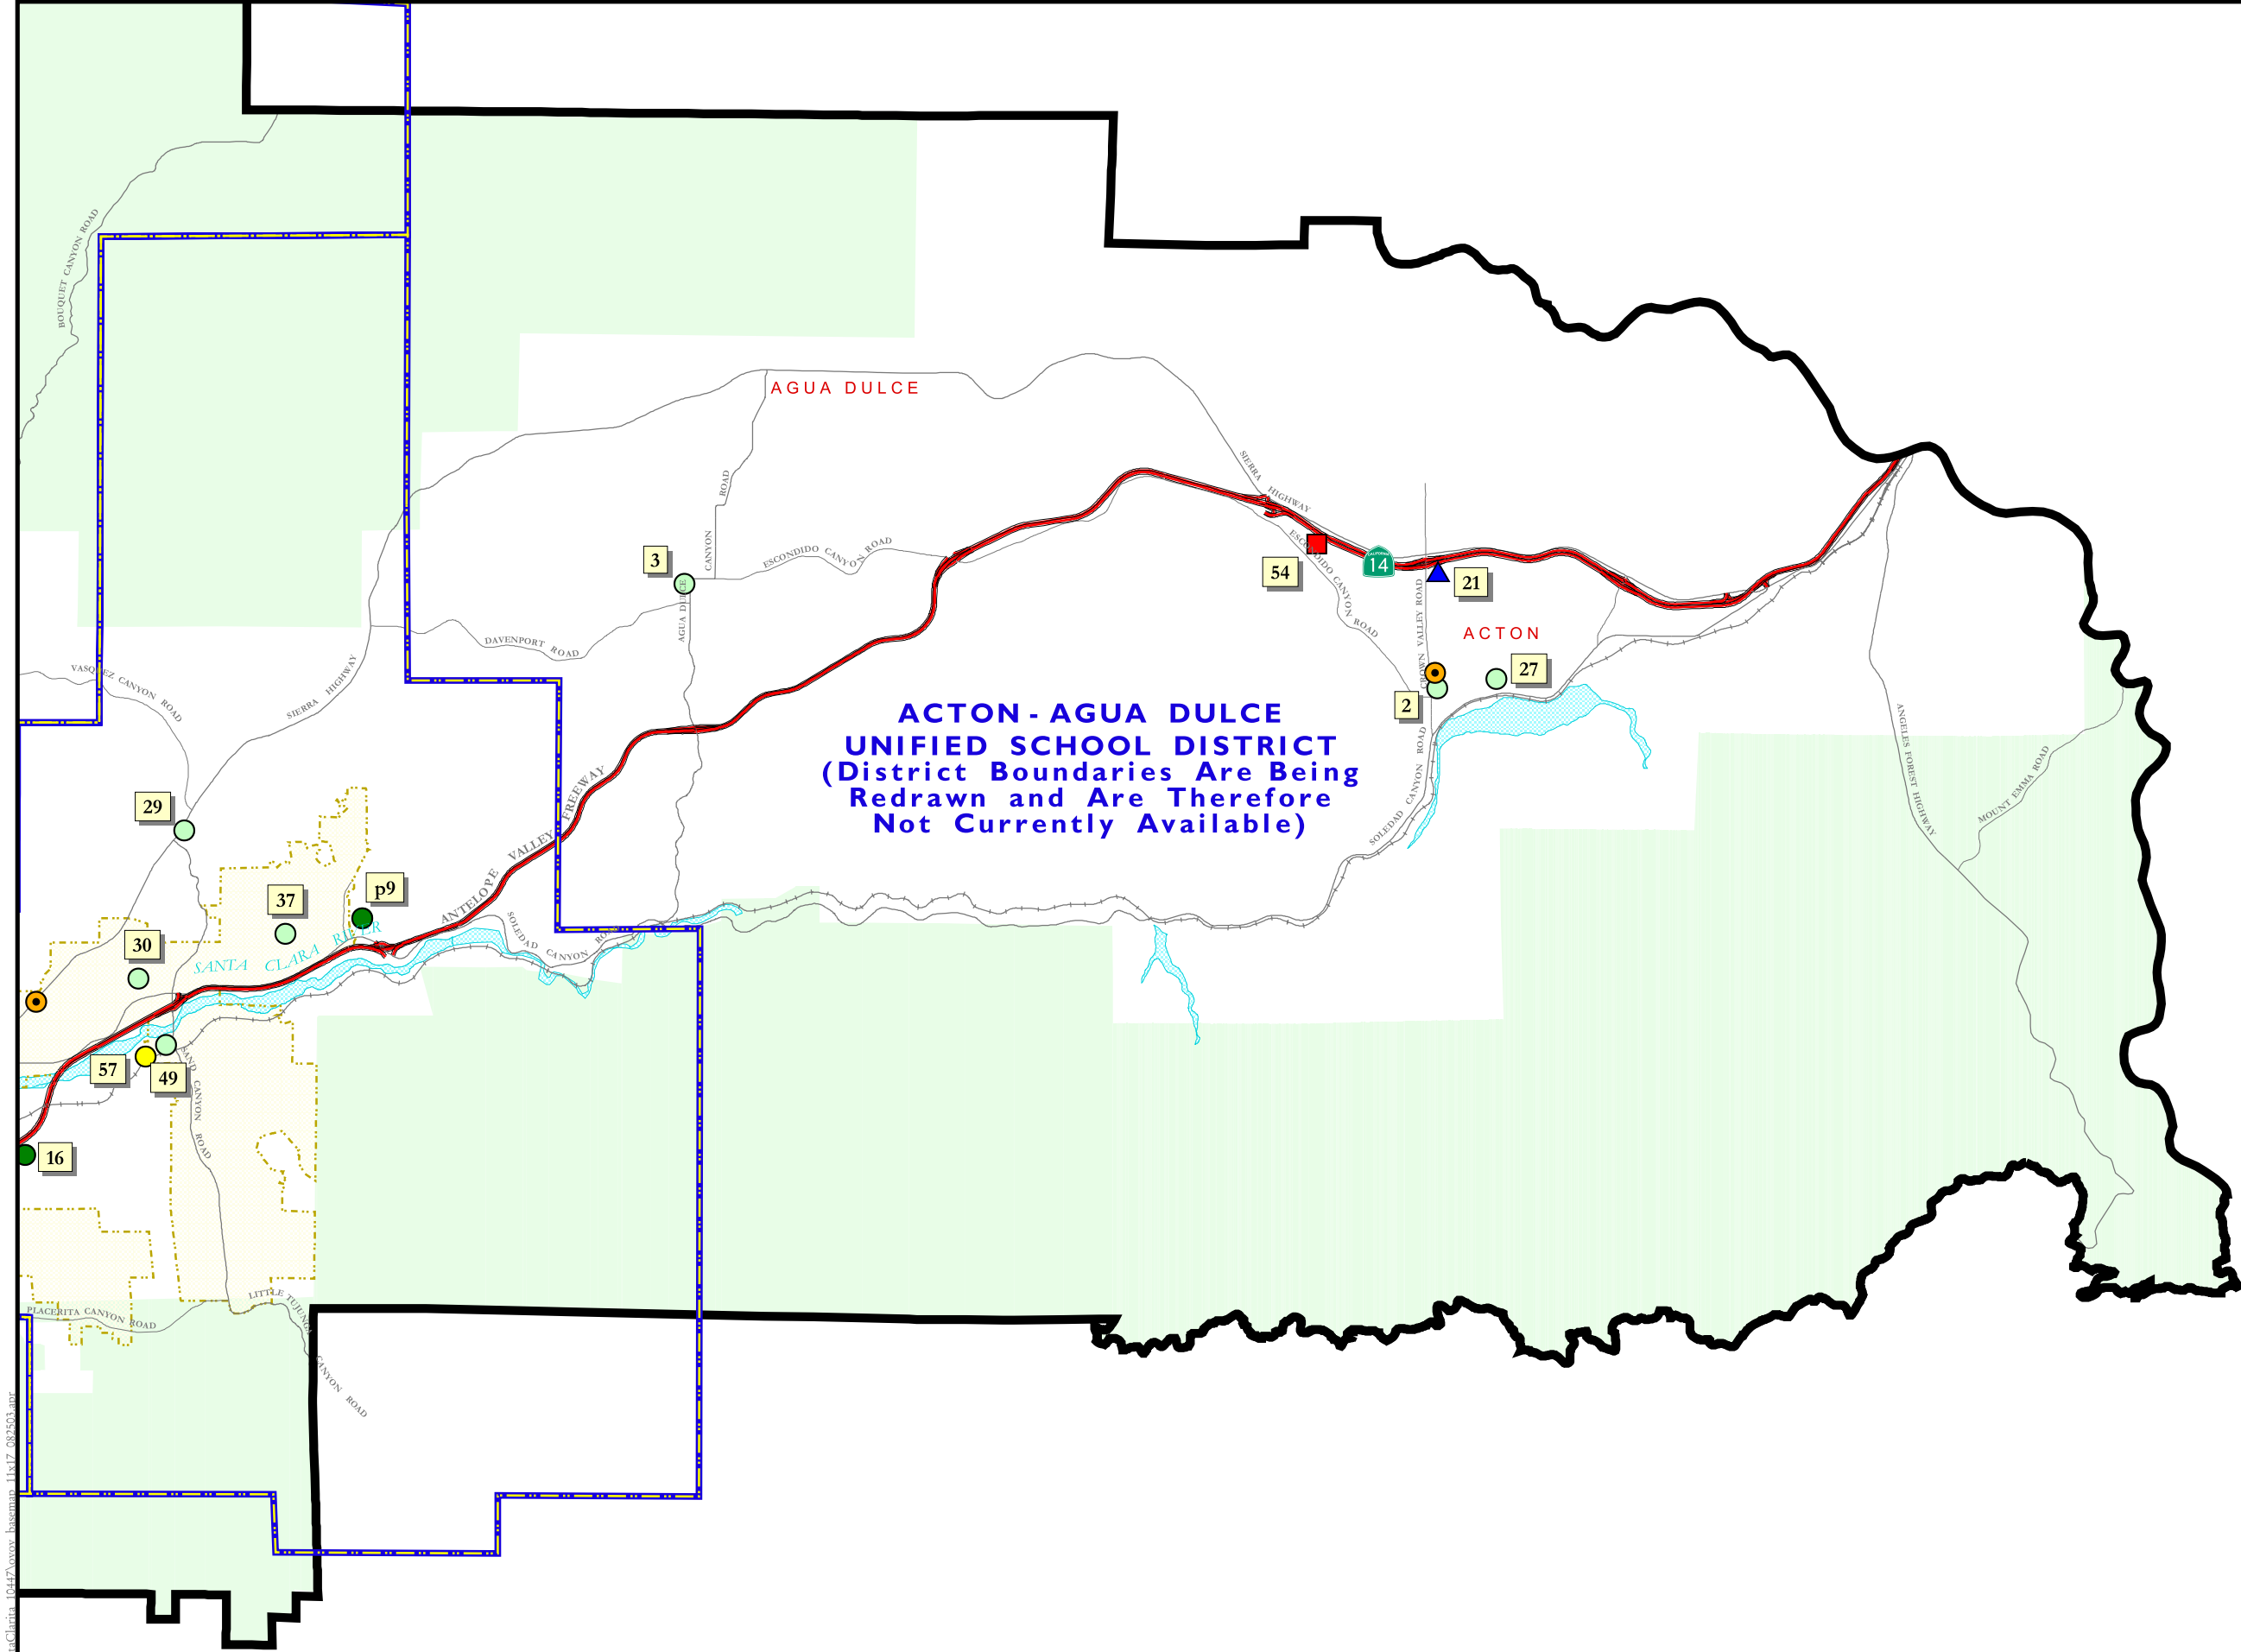 BOUQUET CANYON ROAD
AGUA DULCE
SIERRA HIGHWAY
CANYON ROAD
ESCONDIDO CANYON ROAD
3
AGUA DULCE
DAVENPORT ROAD
54
ESCONDIDO CANYON ROAD
CALIFORNIA
14
21
CROWN VALLEY ROAD
ACTON
27
2
VASQUEZ CANYON ROAD
SIERRA HIGHWAY
ACTON - AGUA DULCE
UNIFIED SCHOOL DISTRICT
(District Boundaries Are Being
Redrawn and Are Therefore
Not Currently Available)
SOLEDAD CANYON ROAD
ANGELES FOREST HIGHWAY
MOUNT EMMA ROAD
29
37
p9
ANTELOPE VALLEY FREEWAY
30
SANTA CLARA RIVER
SOLEDAD CANYON ROAD
57
49
SAND CANYON ROAD
16
PLACERITA CANYON ROAD
LITTLE TUJUNGA CANYON ROAD
taClarita_10447\ovov_basemap_11x17_082503.apr